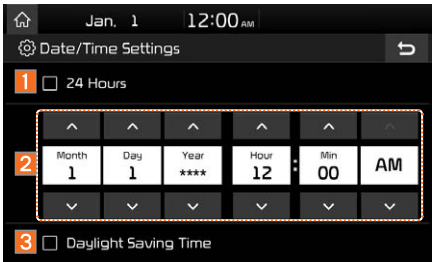 Jan. 1 12:00 AM
Date/Time Settings
1 24 Hours
Month Day Year Hour Min
2 1 1 **** 12 : 00 AM
3 Daylight Saving Time